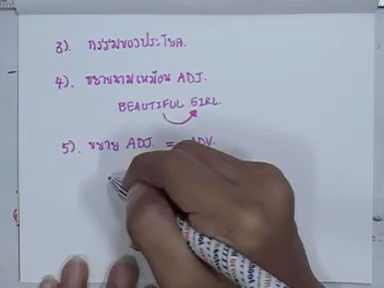 3). กรรมของประโยค.
4). ขยายนามเหมือน ADJ.
BEAUTIFUL GIRL.
5). ขยาย ADJ. = ADV.